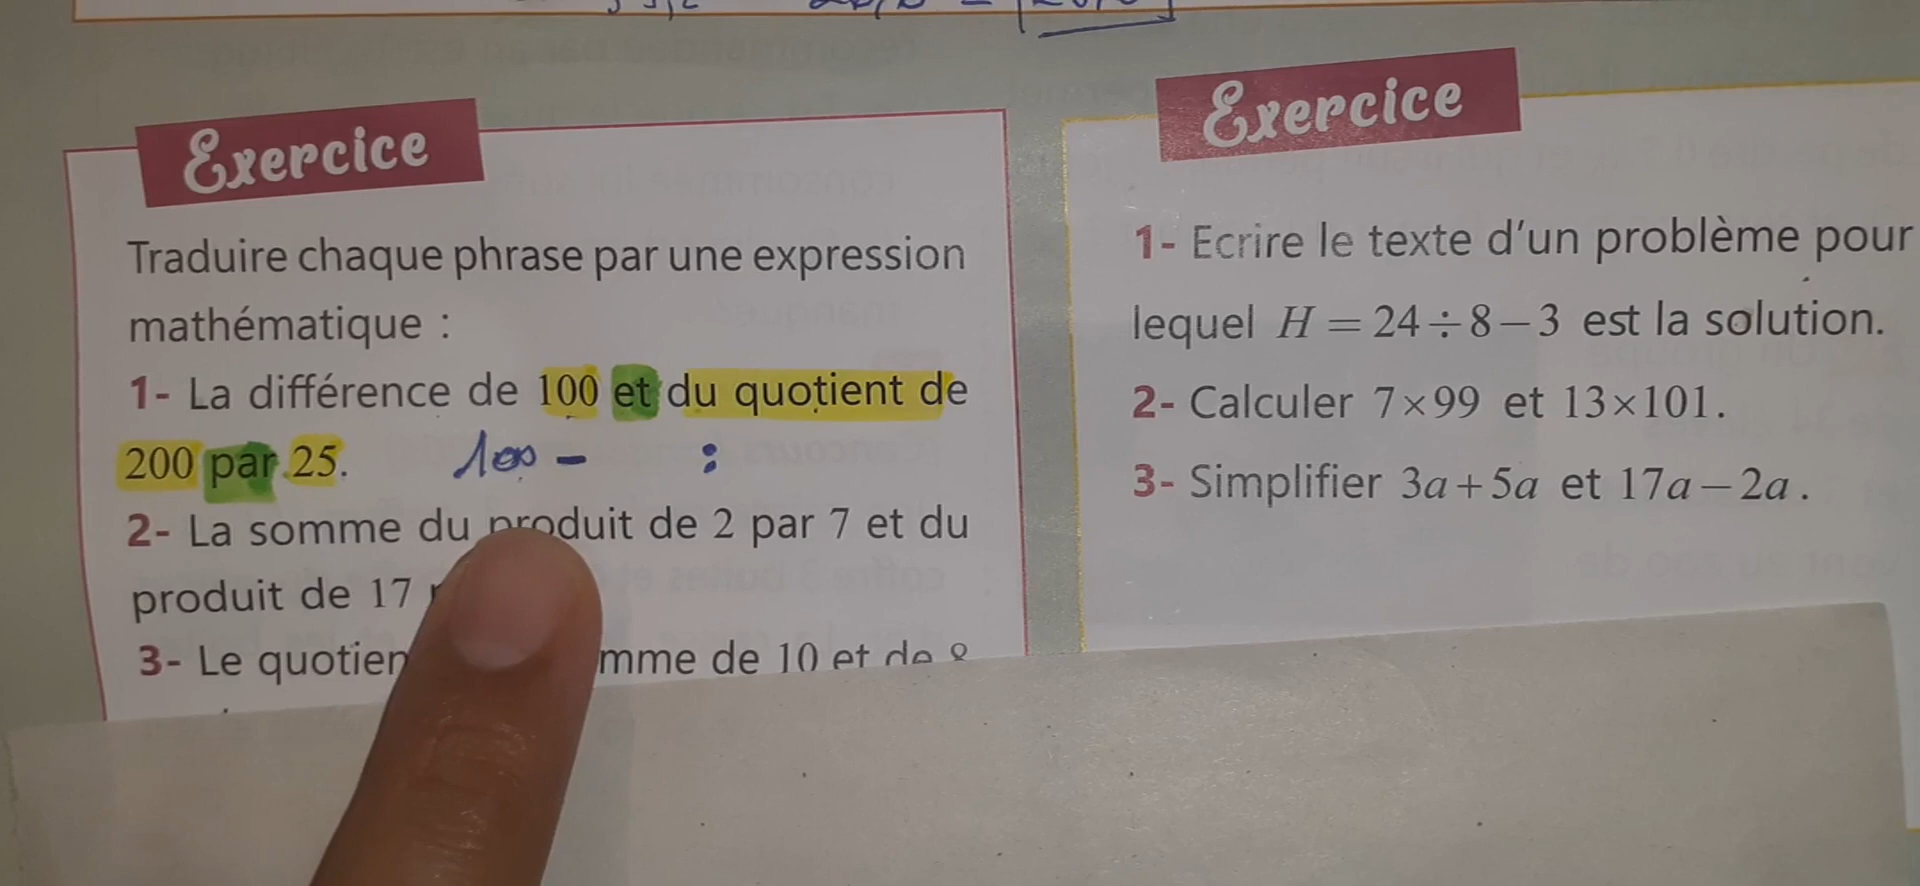 Exercice
Traduire chaque phrase par une expression
mathématique :
1- La différence de 100 et du quotient de
200 par 25. 100 - :
2- La somme du produit de 2 par 7 et du
produit de 17
3- Le de 10 et de 8
Exercice
1- Ecrire le texte d'un problème pour
lequel H = 24 ÷ 8 − 3 est la solution.
2- Calculer 7×99 et 13×101.
3- Simplifier 3a+5a et 17a−2a.